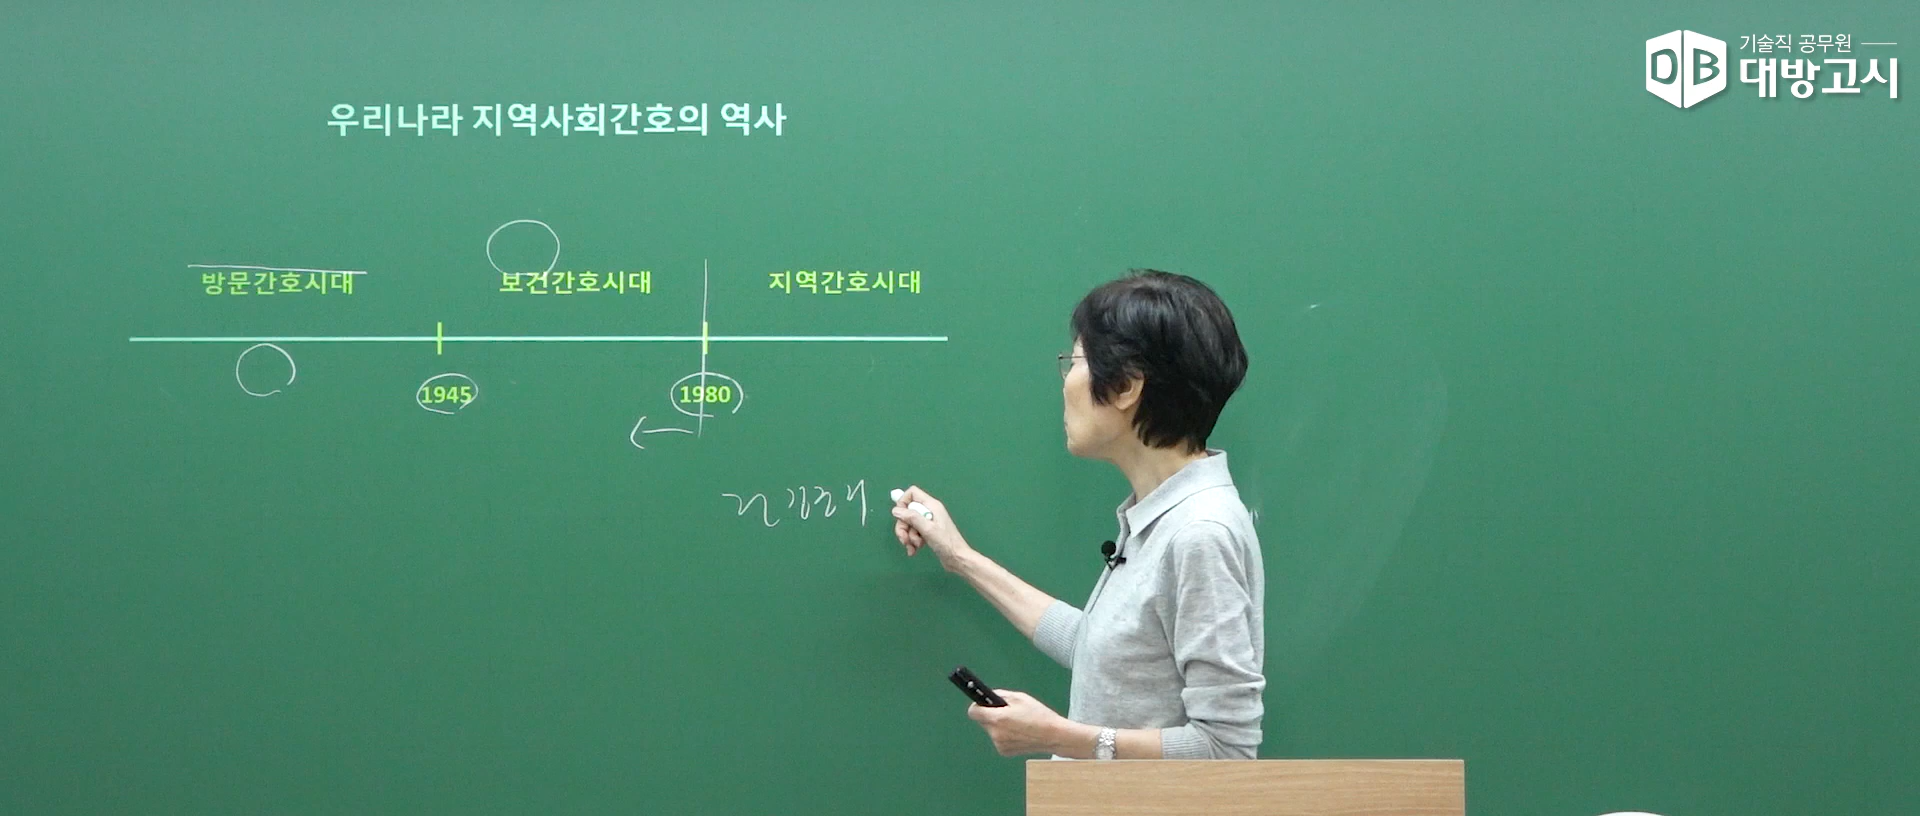 기술직 공무원
대방고시
우리나라 지역사회간호의 역사
방문간호시대 보건간호시대 지역간호시대
1945 1980